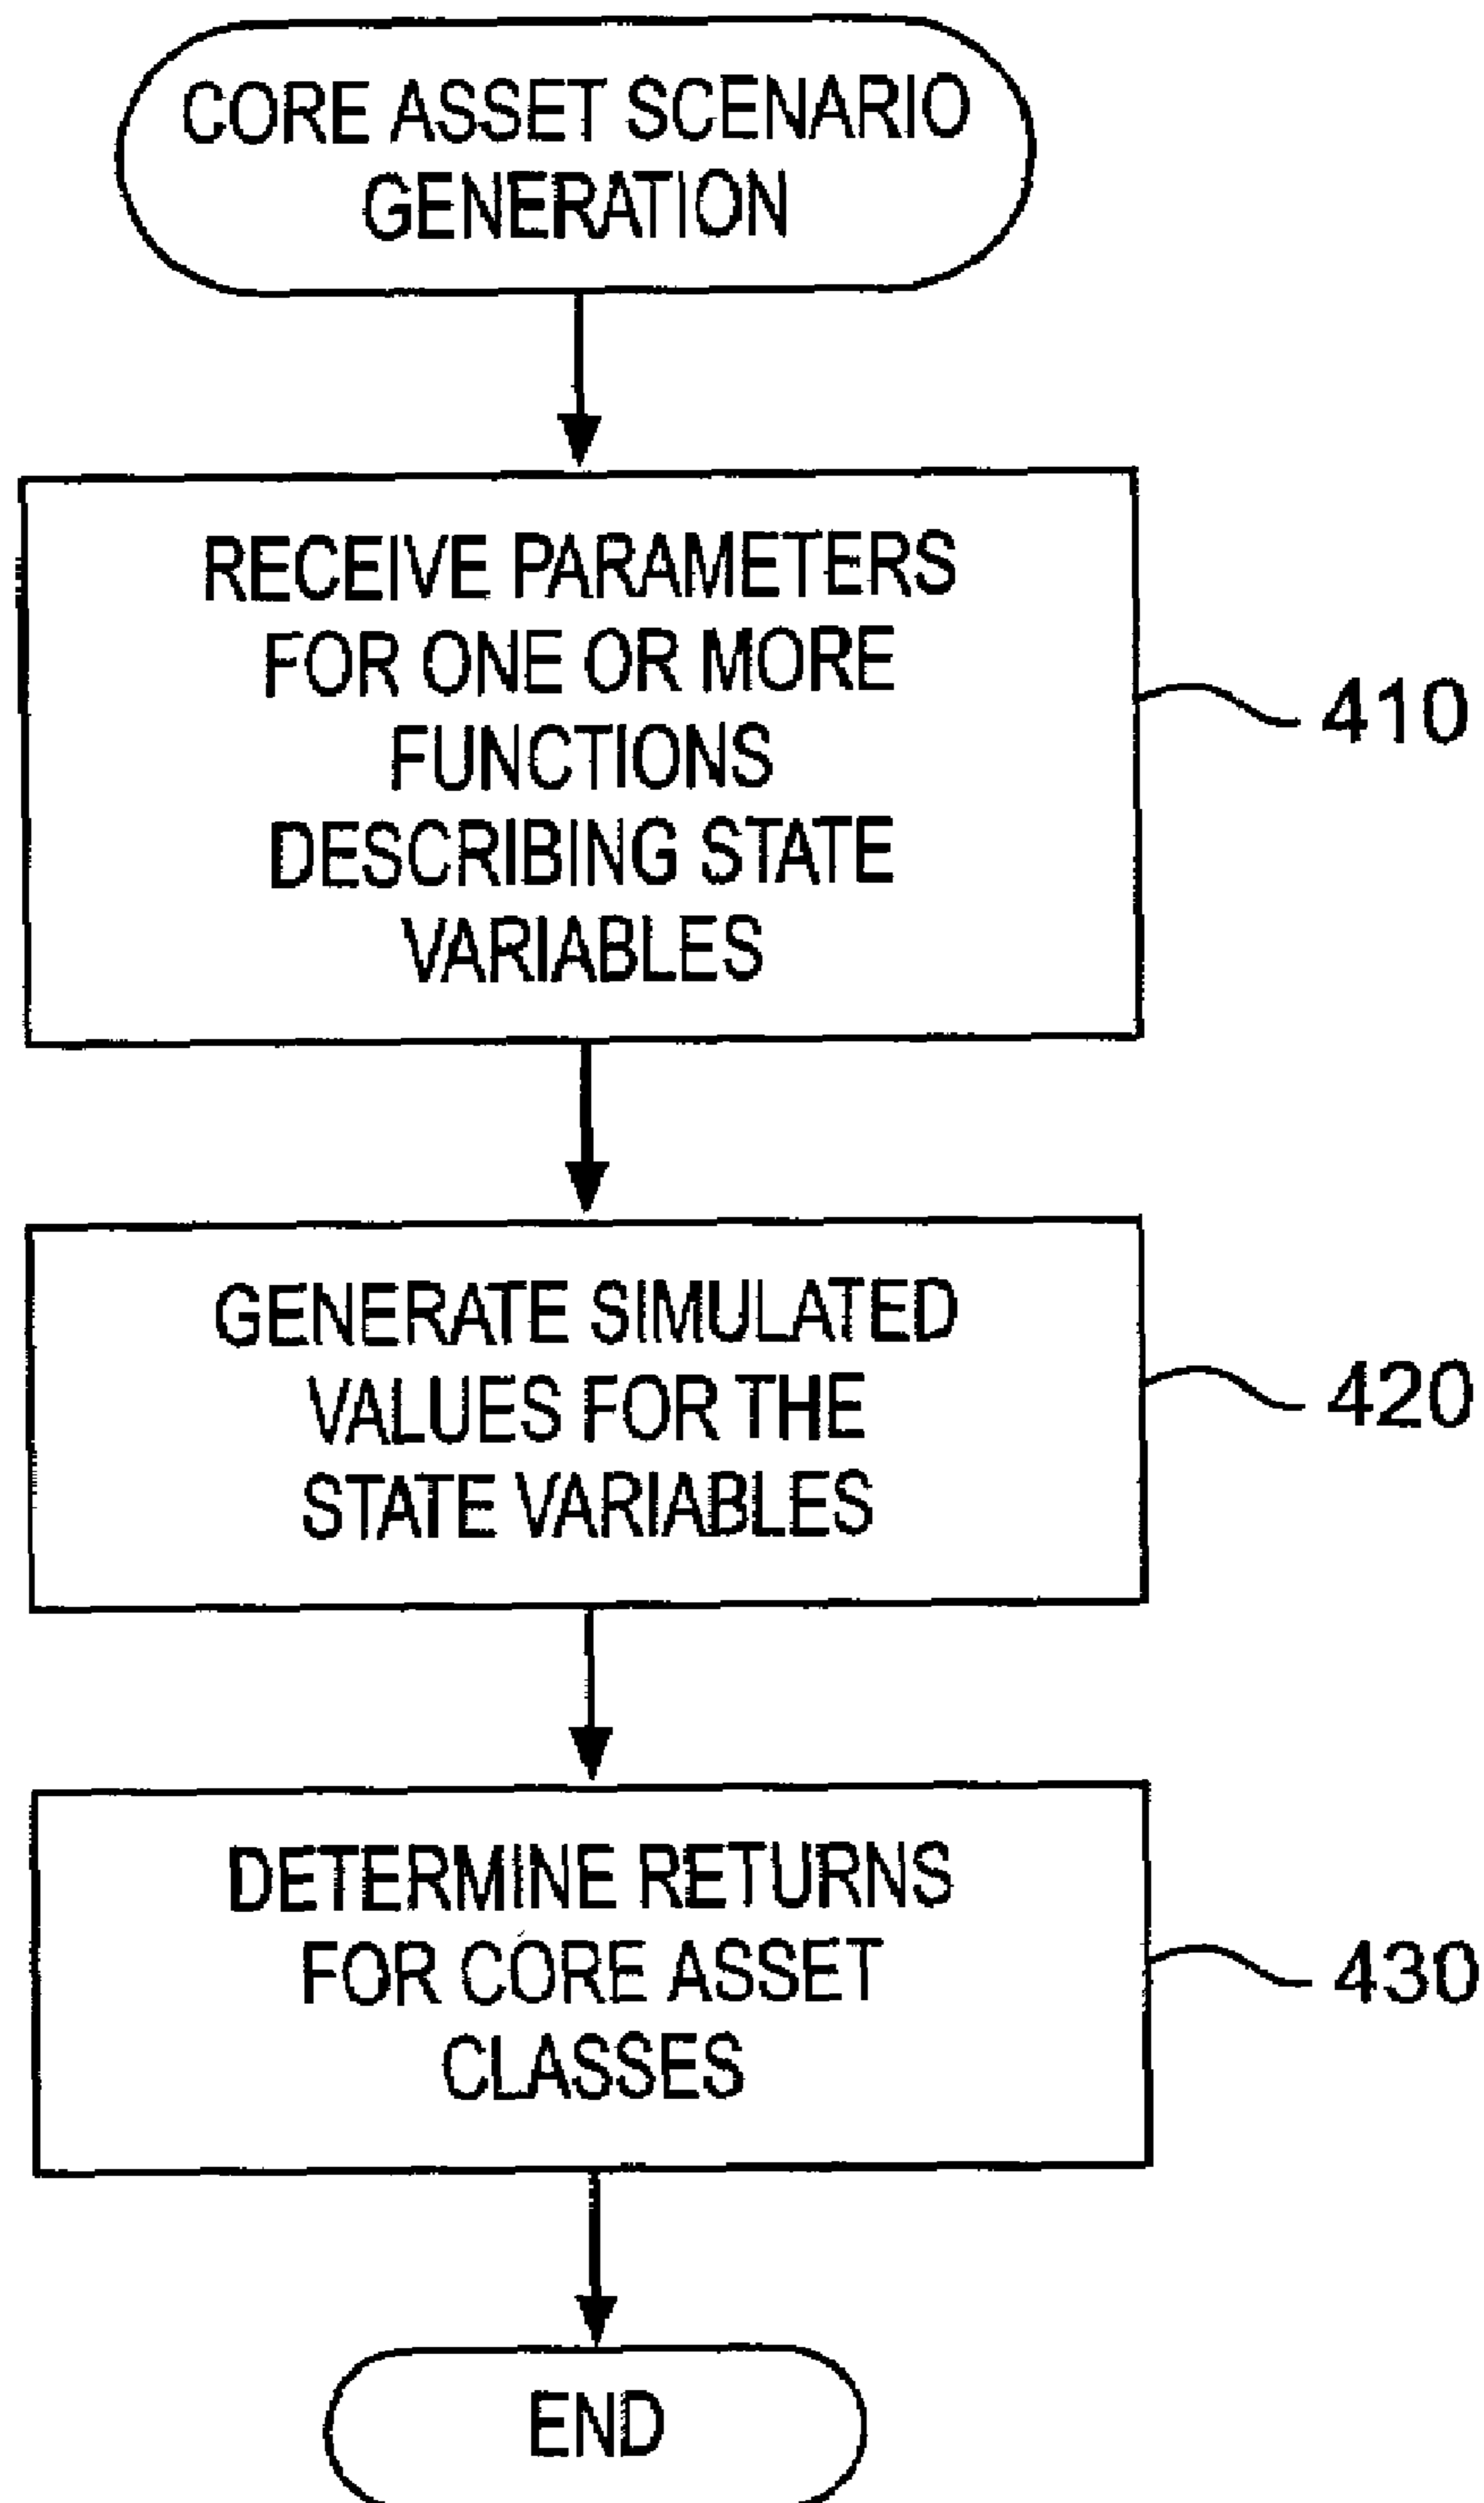 CORE ASSET SCENARIO
GENERATION
RECEIVE PARAMETERS
FOR ONE OR MORE
FUNCTIONS
DESCRIBING STATE
VARIABLES
410
GENERATE SIMULATED
VALUES FOR THE
STATE VARIABLES
420
DETERMINE RETURNS
FOR CORE ASSET
CLASSES
430
END